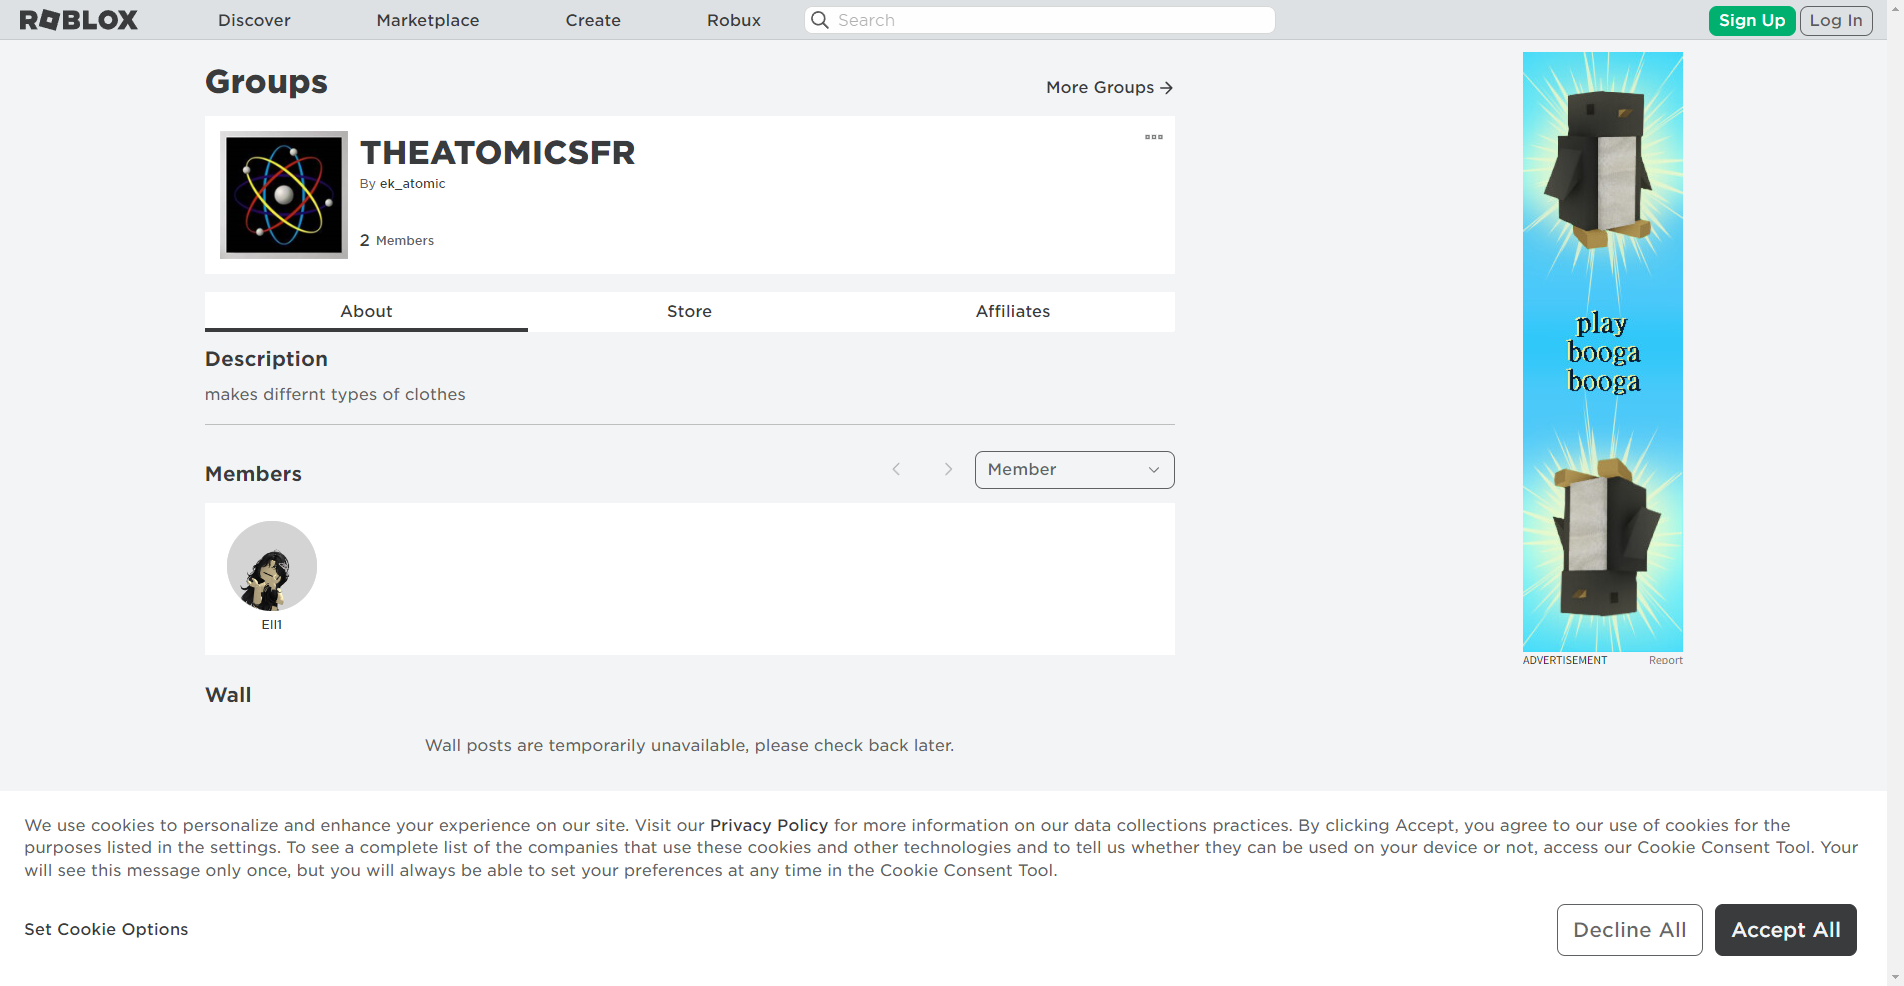 ROBLOX
Discover
Marketplace
Create
Robux
Search
Sign Up
Log In
Groups
More Groups
THEATOMICSFR
By ek_atomic
2 Members
About
Store
Affiliates
Description
makes differnt types of clothes
Members
Member
Ell1
Wall
Wall posts are temporarily unavailable, please check back later.
play
booga
booga
ADVERTISEMENT
Report
We use cookies to personalize and enhance your experience on our site. Visit our Privacy Policy for more information on our data collections practices. By clicking Accept, you agree to our use of cookies for the
purposes listed in the settings. To see a complete list of the companies that use these cookies and other technologies and to tell us whether they can be used on your device or not, access our Cookie Consent Tool. Your
will see this message only once, but you will always be able to set your preferences at any time in the Cookie Consent Tool.
Set Cookie Options
Decline All
Accept All